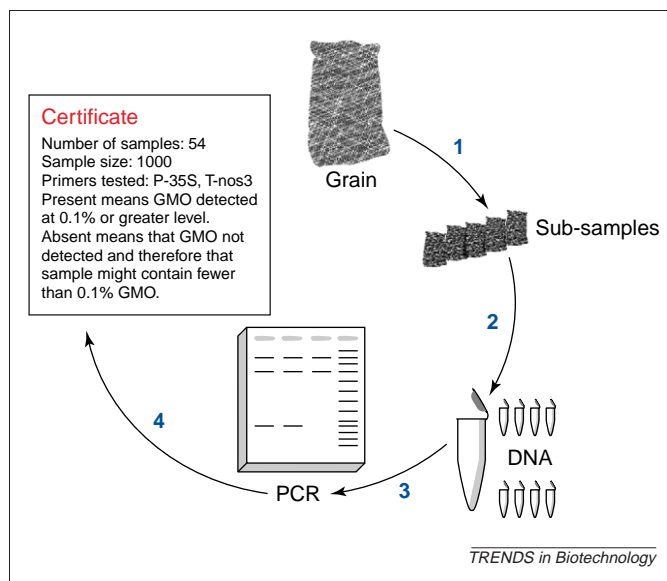 Certificate
Number of samples: 54
Sample size: 1000
Primers tested: P-35S, T-nos3
Present means GMO detected
at 0.1% or greater level.
Absent means that GMO not
detected and therefore that
sample might contain fewer
than 0.1% GMO.
Grain
1
Sub-samples
2
DNA
3
PCR
4
TRENDS in Biotechnology